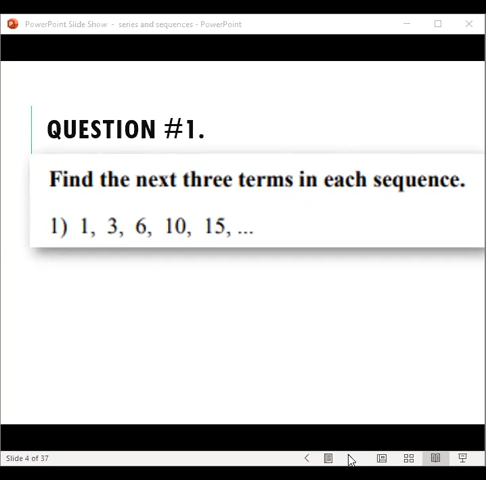 PowerPoint Slide Show - series and sequences - PowerPoint
QUESTION #1.
Find the next three terms in each sequence.
1) 1, 3, 6, 10, 15, ...
Slide 4 of 37